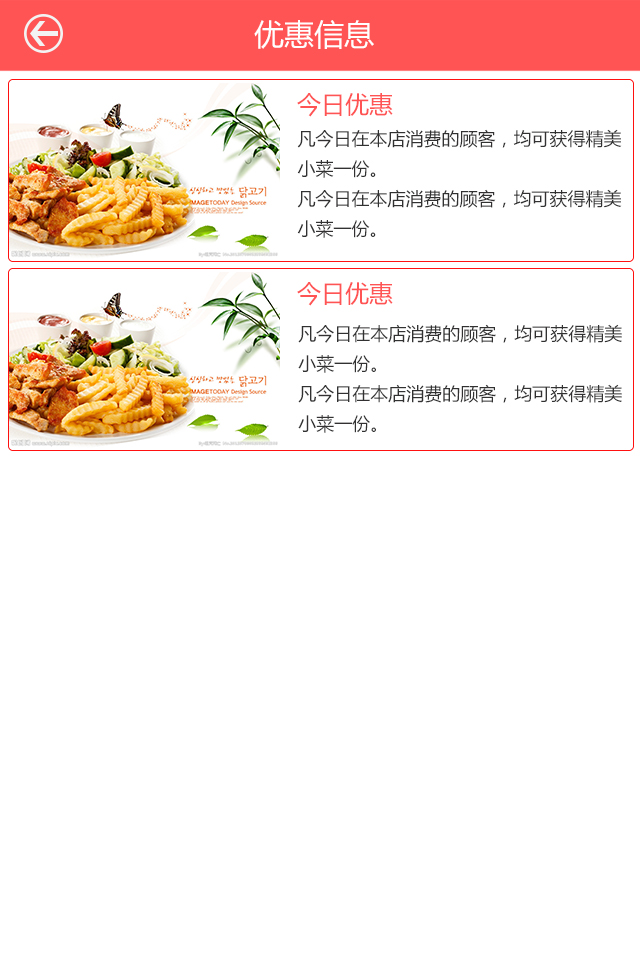 优惠信息
今日优惠
凡今日在本店消费的顾客，均可获得精美
小菜一份。
凡今日在本店消费的顾客，均可获得精美
小菜一份。
싱싱하고 맛있는 닭고기
IMAGETODAY Design Source
今日优惠
凡今日在本店消费的顾客，均可获得精美
小菜一份。
凡今日在本店消费的顾客，均可获得精美
小菜一份。
싱싱하고 맛있는 닭고기
IMAGETODAY Design Source